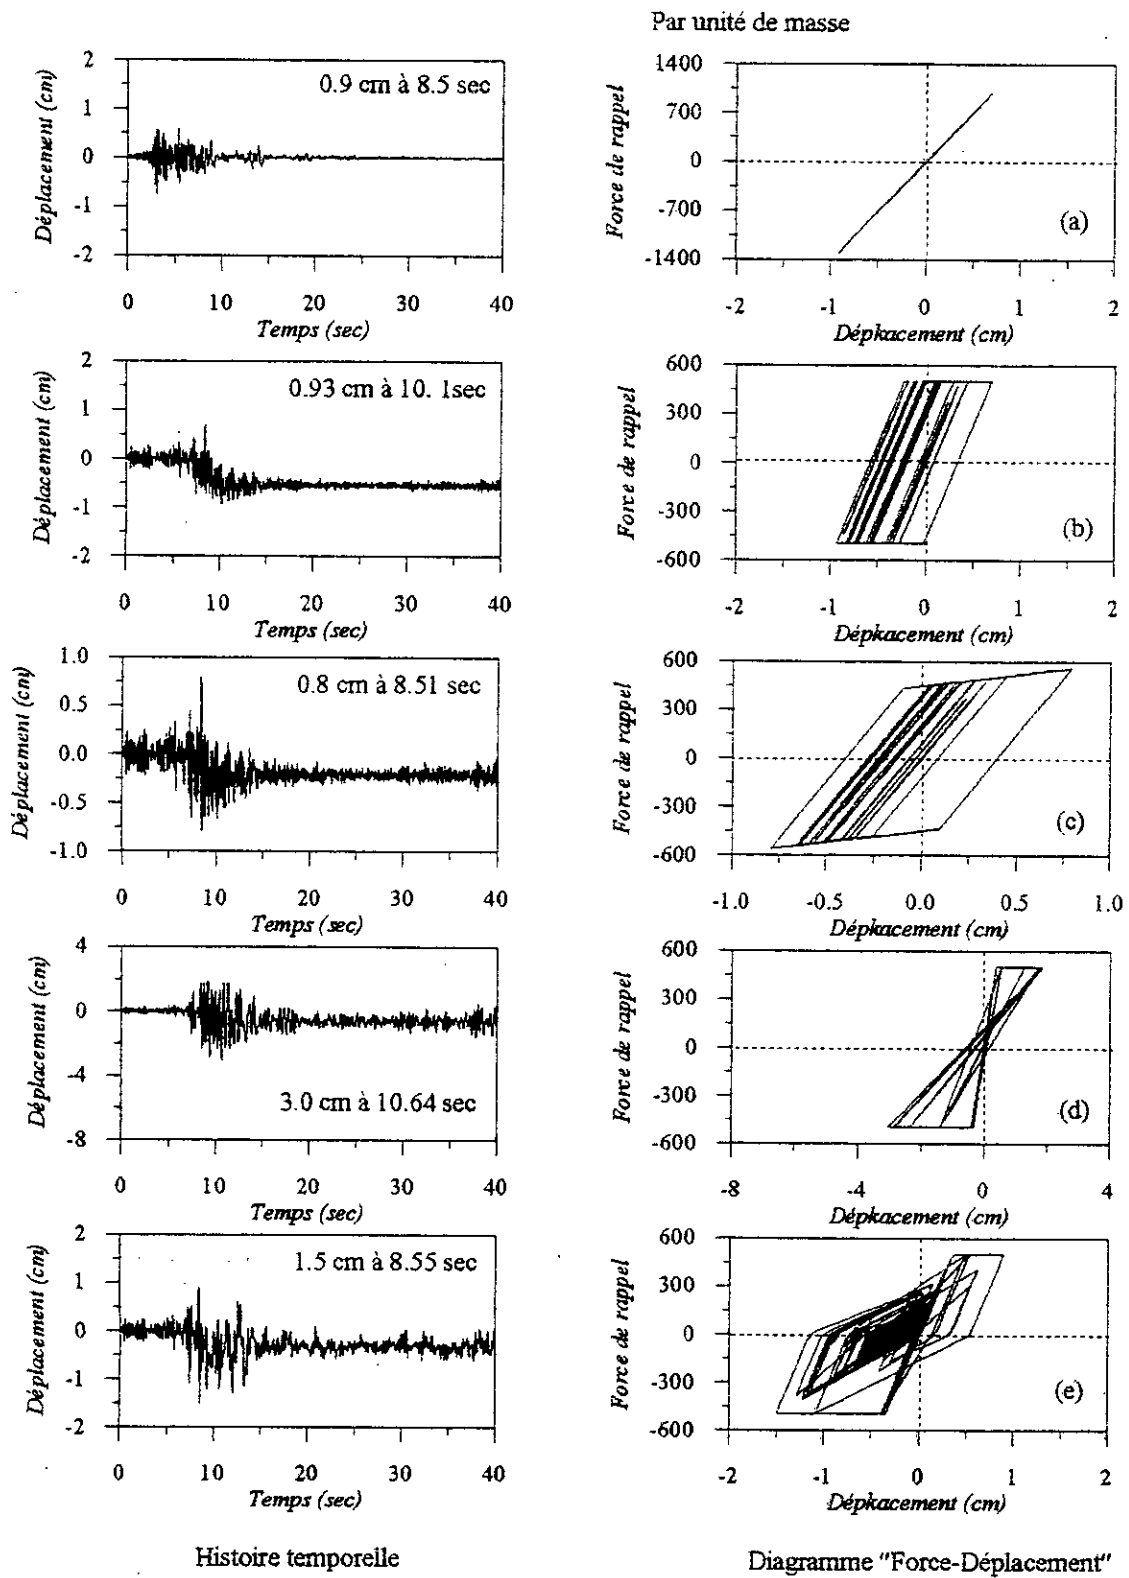 Par unité de masse
2
1
0
-1
-2
Déplacement (cm)
0.9 cm à 8.5 sec
0 10 20 30 40
Temps (sec)
1400
700
0
-700
-1400
Force de rappel
(a)
-2 -1 0 1 2
Dépkacement (cm)
2
1
0
-1
-2
Déplacement (cm)
0.93 cm à 10. 1sec
0 10 20 30 40
Temps (sec)
600
300
0
-300
-600
Force de rappel
(b)
-2 -1 0 1 2
Dépkacement (cm)
1.0
0.5
0.0
-0.5
-1.0
Déplacement (cm)
0.8 cm à 8.51 sec
0 10 20 30 40
Temps (sec)
600
300
0
-300
-600
Force de rappel
(c)
-1.0 -0.5 0.0 0.5 1.0
Dépkacement (cm)
4
0
-4
-8
Déplacement (cm)
3.0 cm à 10.64 sec
0 10 20 30 40
Temps (sec)
600
300
0
-300
-600
Force de rappel
(d)
-8 -4 0 4
Dépkacement (cm)
2
1
0
-1
-2
Déplacement (cm)
1.5 cm à 8.55 sec
0 10 20 30 40
Temps (sec)
600
300
0
-300
-600
Force de rappel
(e)
-2 -1 0 1 2
Dépkacement (cm)
Histoire temporelle
Diagramme "Force-Déplacement"